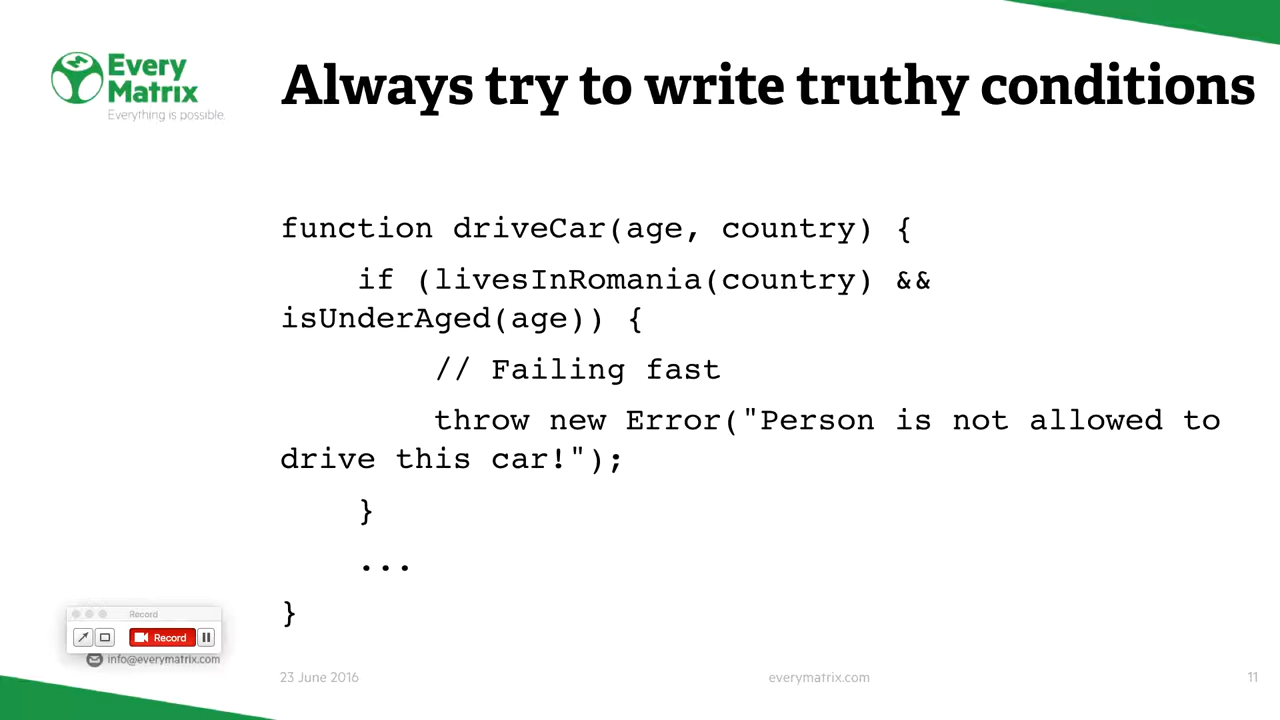 Every
Matrix
Everything is possible.
Always try to write truthy conditions
function driveCar(age, country) {
    if (livesInRomania(country) &&
isUnderAged(age)) {
        // Failing fast
        throw new Error("Person is not allowed to
drive this car!");
    }
    ...
}
Record
Record
info@everymatrix.com
23 June 2016
everymatrix.com
11